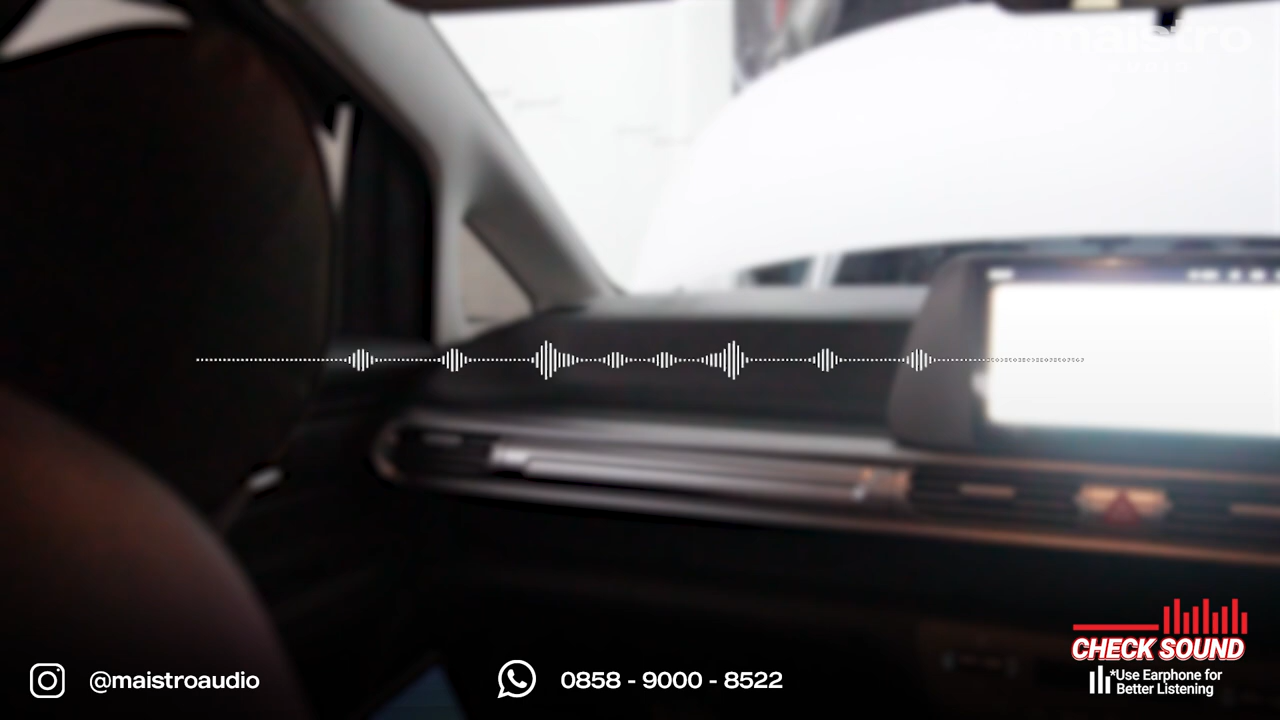 maistro
AUDIO
@maistroaudio
0858 - 9000 - 8522
CHECK SOUND
*Use Earphone for
Better Listening